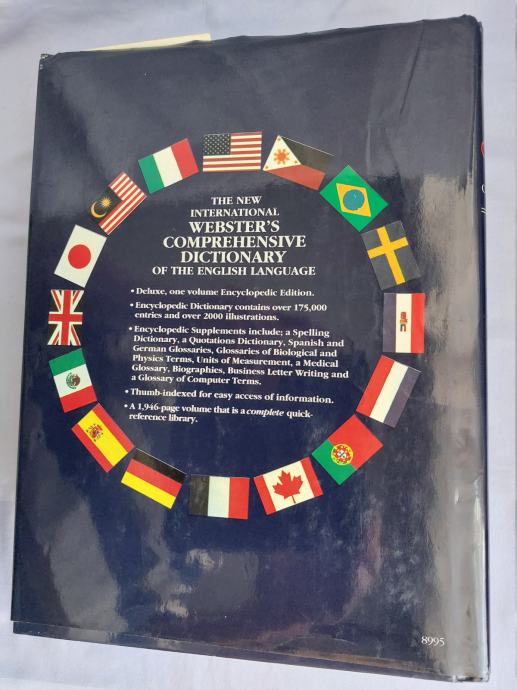 THE NEW
INTERNATIONAL
WEBSTER'S
COMPREHENSIVE
DICTIONARY
OF THE ENGLISH LANGUAGE
• Deluxe, one volume Encyclopedic Edition.
• Encyclopedic Dictionary contains over 175,000
entries and over 2000 illustrations.
• Encyclopedic Supplements include; a Spelling
Dictionary, a Quotations Dictionary, Spanish and
German Glossaries, Glossaries of Biological and
Physics Terms, Units of Measurement, a Medical
Glossary, Biographies, Business Letter Writing and
a Glossary of Computer Terms.
• Thumb-indexed for easy access of information.
• A 1,946-page volume that is a complete quick-
reference library.
8995